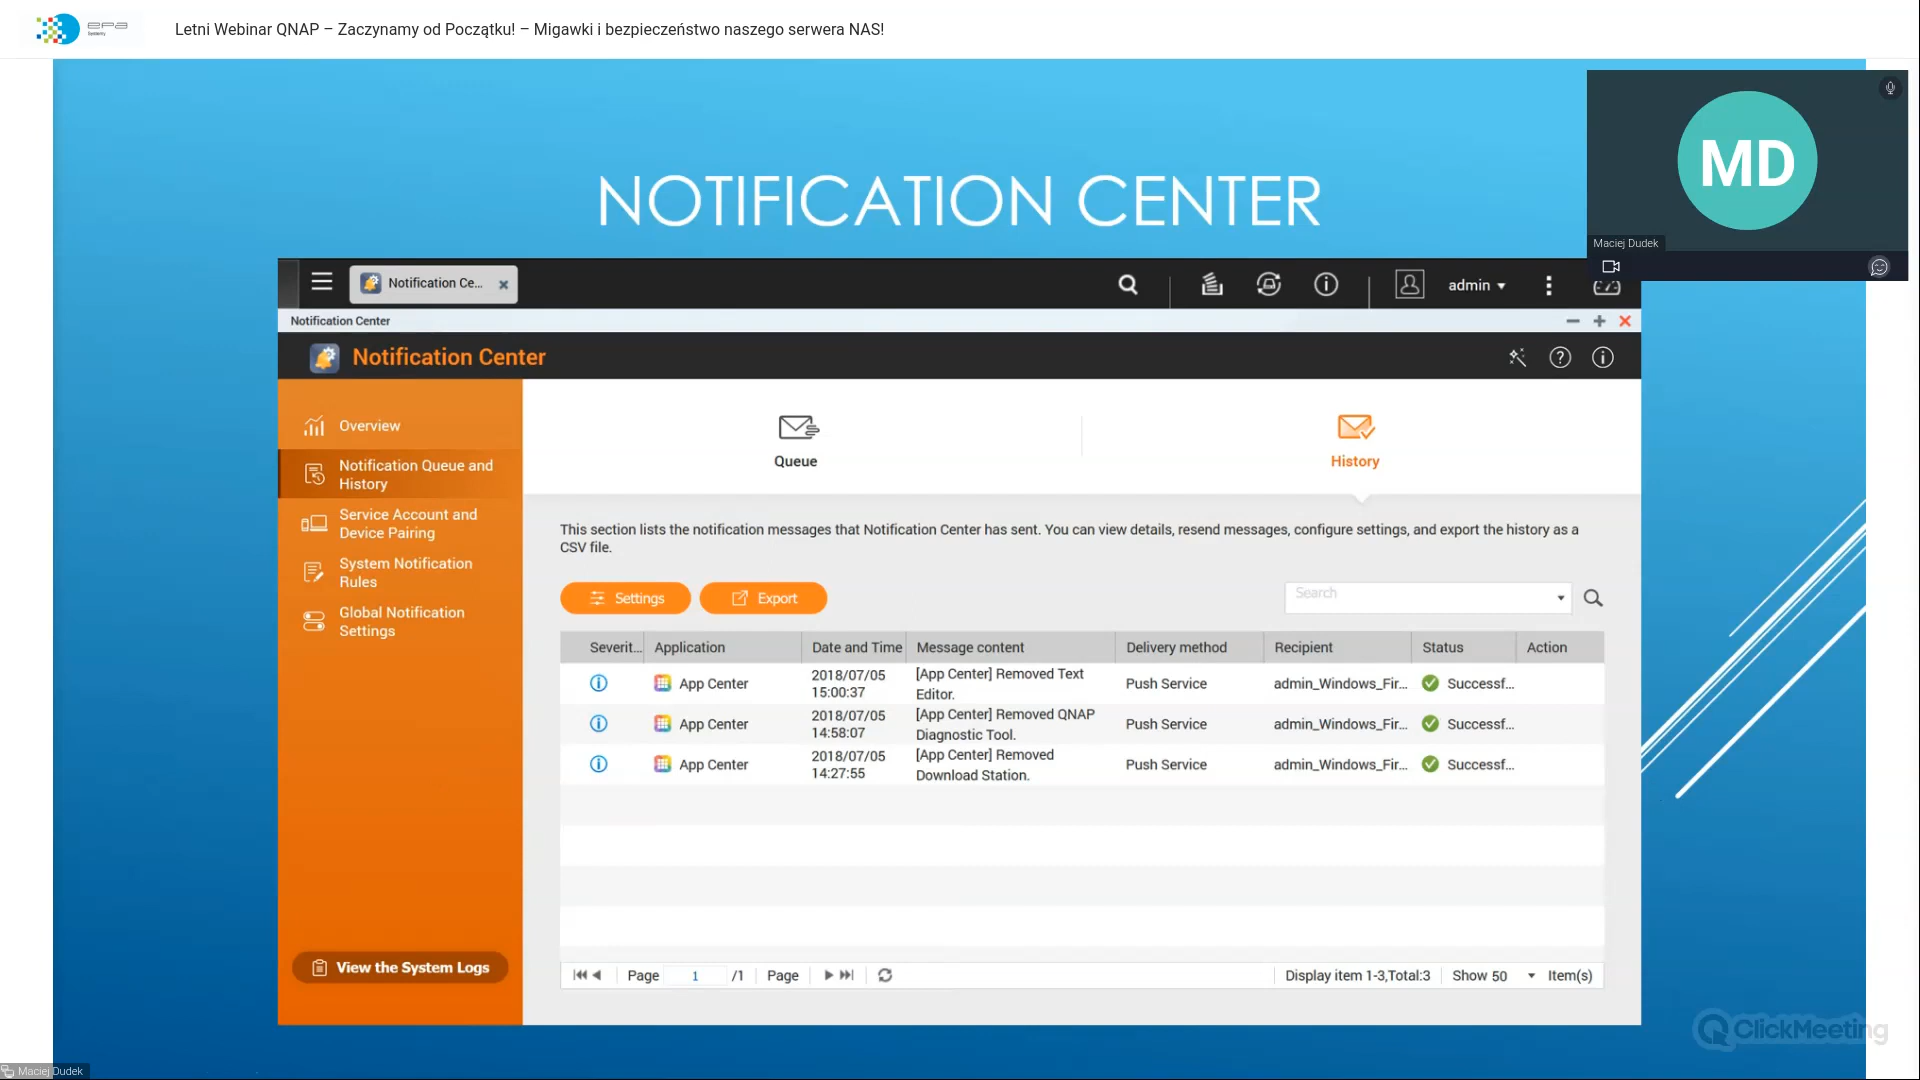 epa
Systemy
Letni Webinar QNAP – Zaczynamy od Początku! – Migawki i bezpieczeństwo naszego serwera NAS!
MD
Maciej Dudek
NOTIFICATION CENTER
Notification Ce...
admin
Notification Center
Notification Center
Overview
Notification Queue and
History
Service Account and
Device Pairing
System Notification
Rules
Global Notification
Settings
View the System Logs
Queue
History
This section lists the notification messages that Notification Center has sent. You can view details, resend messages, configure settings, and export the history as a
CSV file.
Settings
Export
Search
Severit... Application Date and Time Message content Delivery method Recipient Status Action
App Center 2018/07/05 15:00:37 [App Center] Removed Text Editor. Push Service admin_Windows_Fir... Successf...
App Center 2018/07/05 14:58:07 [App Center] Removed QNAP Diagnostic Tool. Push Service admin_Windows_Fir... Successf...
App Center 2018/07/05 14:27:55 [App Center] Removed Download Station. Push Service admin_Windows_Fir... Successf...
Page 1 /1 Page
Display item 1-3,Total:3 Show 50 Item(s)
ClickMeeting
Maciej Dudek